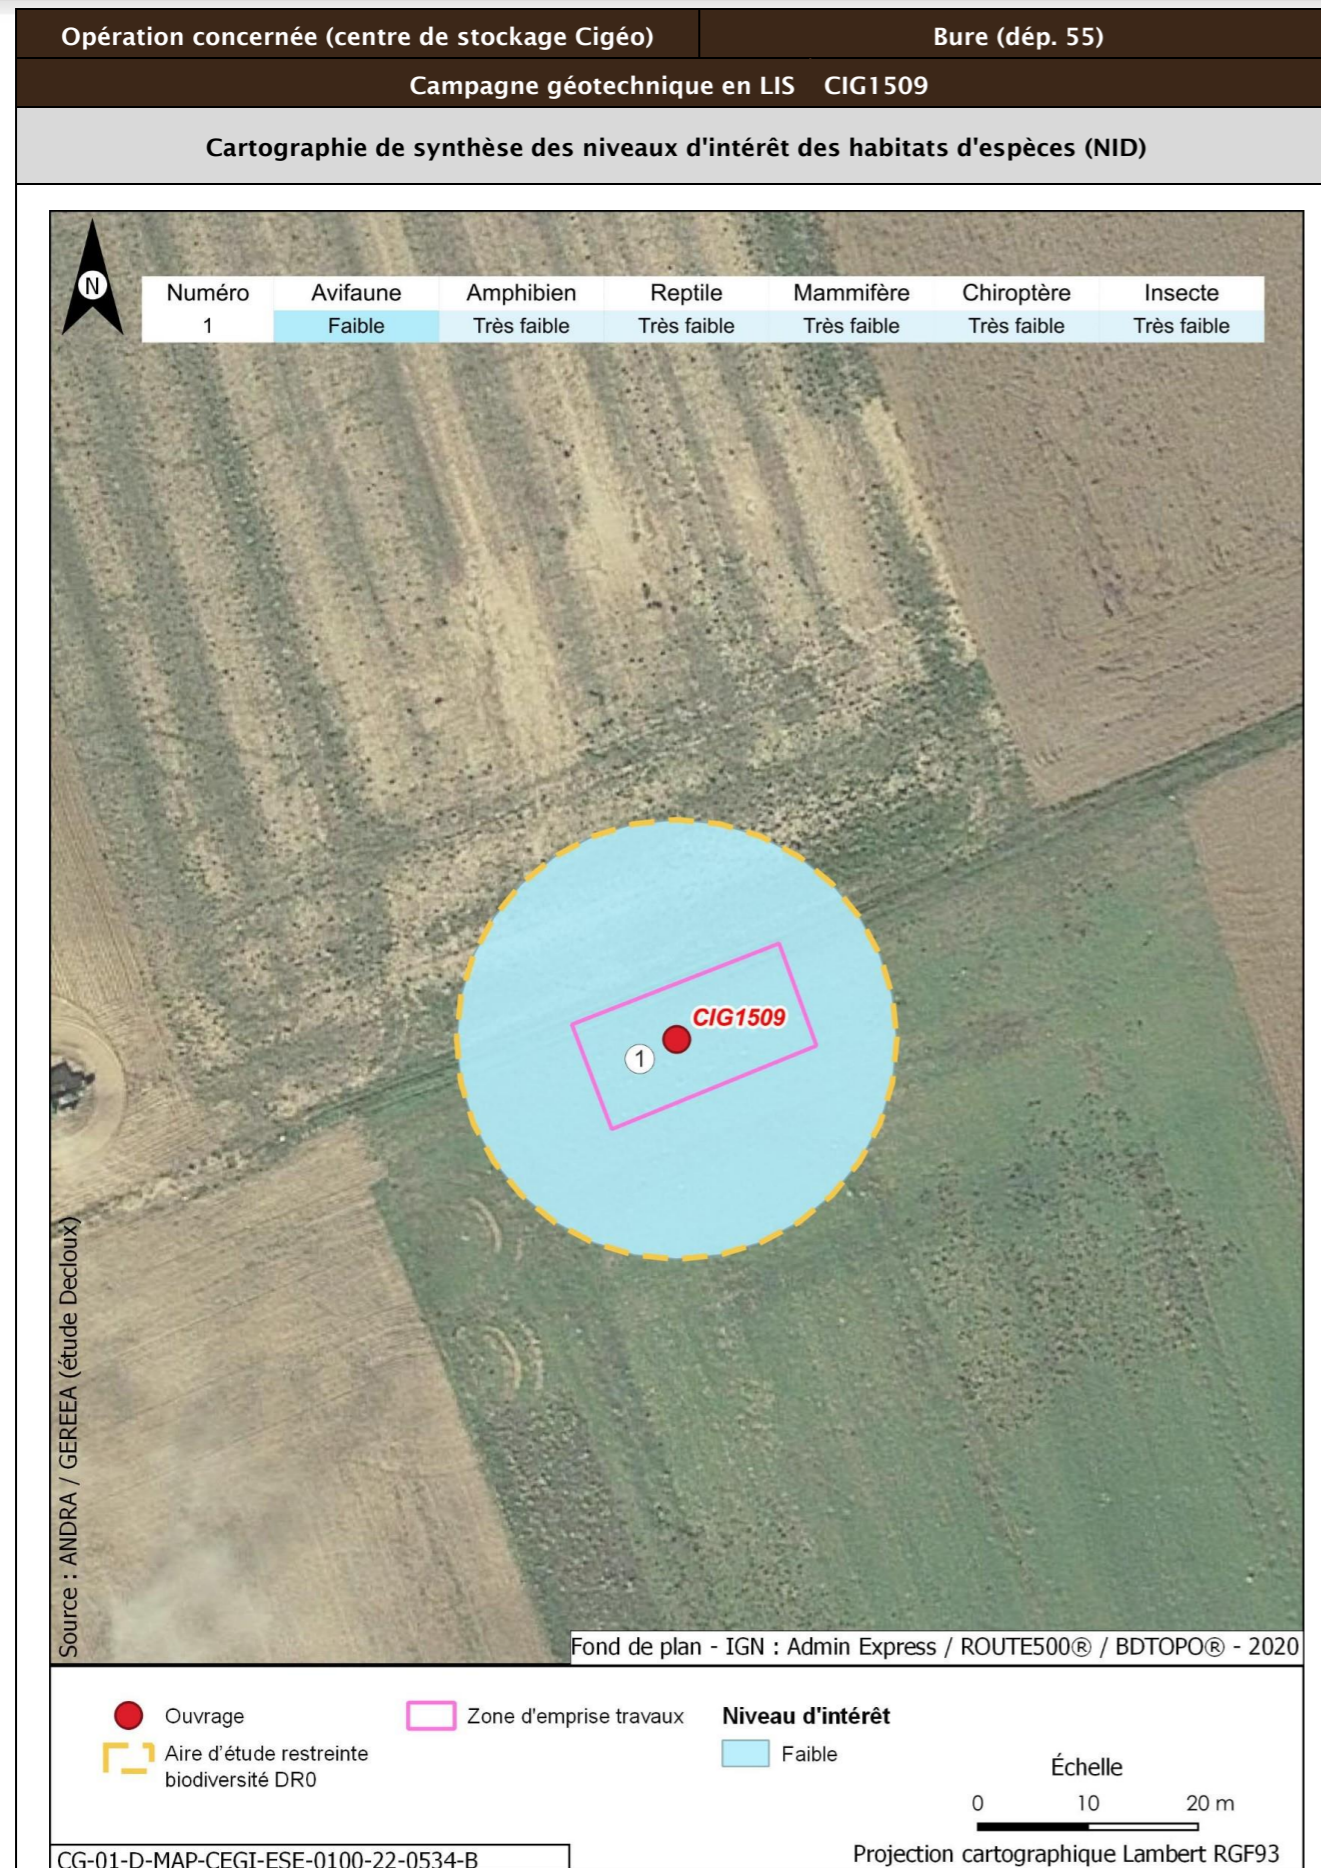 Opération concernée (centre de stockage Cigéo) Bure (dép. 55)
Campagne géotechnique en LIS CIG1509
Cartographie de synthèse des niveaux d'intérêt des habitats d'espèces (NID)
N
Numéro Avifaune Amphibien Reptile Mammifère Chiroptère Insecte
1 Faible Très faible Très faible Très faible Très faible Très faible
CIG1509
1
Source : ANDRA / GEREEA (étude Decloux)
Fond de plan - IGN : Admin Express / ROUTE500® / BDTOPO® - 2020
Ouvrage
Aire d'étude restreinte
biodiversité DR0
Zone d'emprise travaux
Niveau d'intérêt
Faible
Échelle
0 10 20 m
Projection cartographique Lambert RGF93
CG-01-D-MAP-CEGI-ESE-0100-22-0534-B